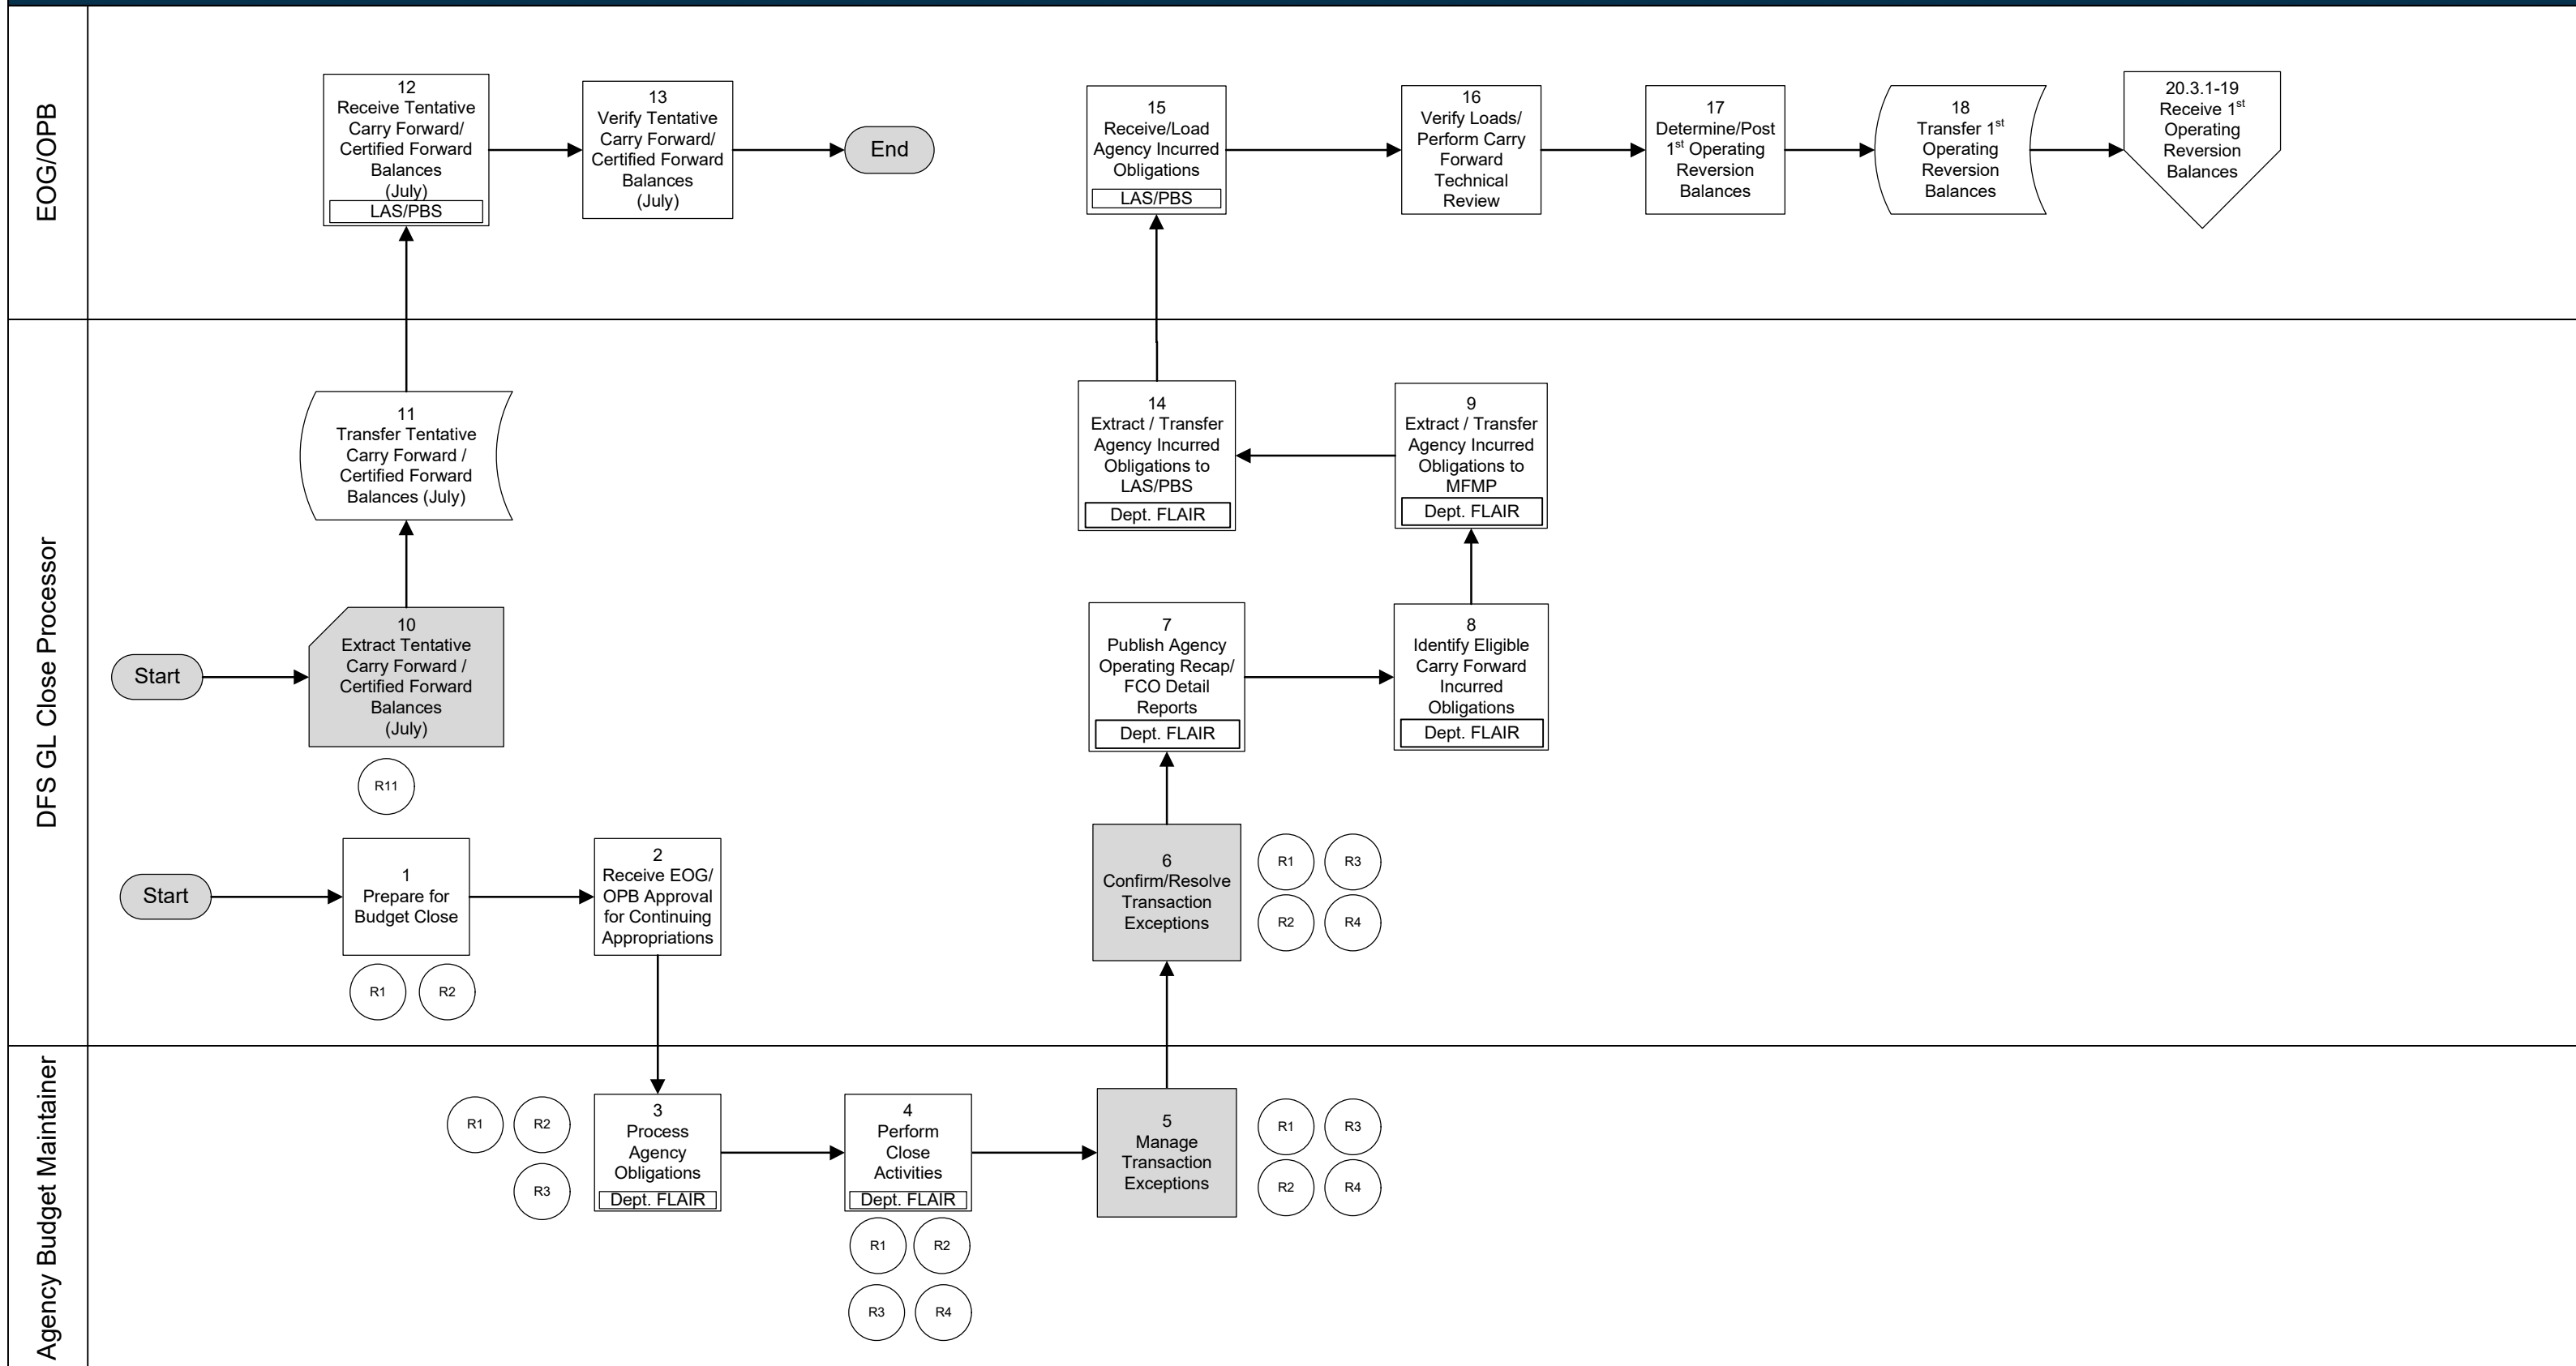 EOG/OPB
12
Receive Tentative
Carry Forward/
Certified Forward
Balances
(July)
LAS/PBS
13
Verify Tentative
Carry Forward/
Certified Forward
Balances
(July)
End
15
Receive/Load
Agency Incurred
Obligations
LAS/PBS
16
Verify Loads/
Perform Carry
Forward
Technical
Review
17
Determine/Post
1st Operating
Reversion
Balances
18
Transfer 1st
Operating
Reversion
Balances
20.3.1-19
Receive 1st
Operating
Reversion
Balances
DFS GL Close Processor
11
Transfer Tentative
Carry Forward /
Certified Forward
Balances (July)
14
Extract / Transfer
Agency Incurred
Obligations to
LAS/PBS
Dept. FLAIR
9
Extract / Transfer
Agency Incurred
Obligations to
MFMP
Dept. FLAIR
Start
10
Extract Tentative
Carry Forward /
Certified Forward
Balances
(July)
R11
7
Publish Agency
Operating Recap/
FCO Detail
Reports
Dept. FLAIR
8
Identify Eligible
Carry Forward
Incurred
Obligations
Dept. FLAIR
Start
1
Prepare for
Budget Close
R1
R2
2
Receive EOG/
OPB Approval
for Continuing
Appropriations
6
Confirm/Resolve
Transaction
Exceptions
R1
R3
R2
R4
Agency Budget Maintainer
R1
R2
R3
3
Process
Agency
Obligations
Dept. FLAIR
4
Perform
Close
Activities
Dept. FLAIR
R1
R2
R3
R4
5
Manage
Transaction
Exceptions
R1
R3
R2
R4